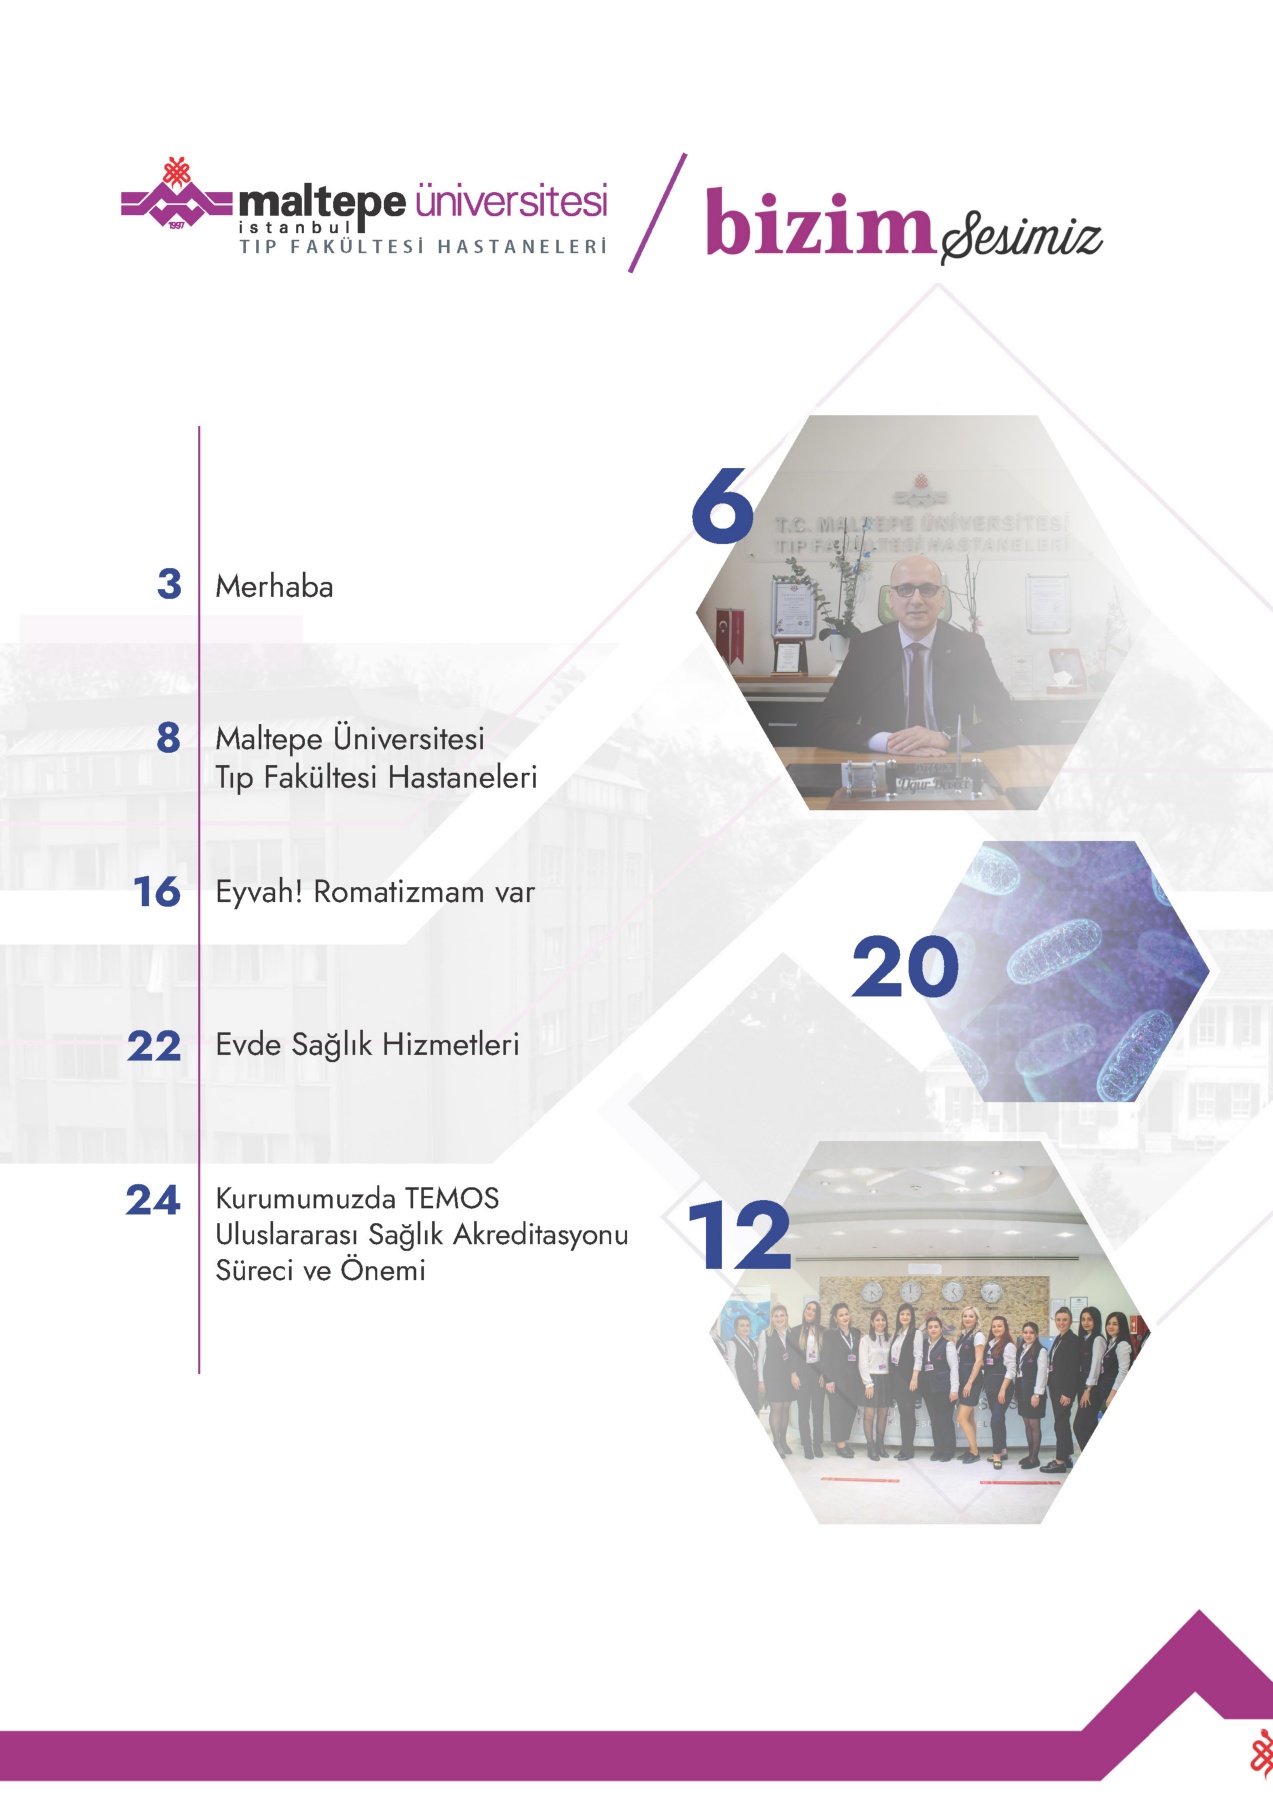 maltepe üniversitesi
istanbul
TIP FAKÜLTESİ HASTANELERİ
1997
bizim Sesimiz
3 Merhaba
8 Maltepe Üniversitesi
Tıp Fakültesi Hastaneleri
16 Eyvah! Romatizmam var
22 Evde Sağlık Hizmetleri
24 Kurumumuzda TEMOS
Uluslararası Sağlık Akreditasyonu
Süreci ve Önemi
6
T.C. MALTEPE ÜNİVERSİTESİ
TIP FAKÜLTESİ HASTANELERİ
20
12